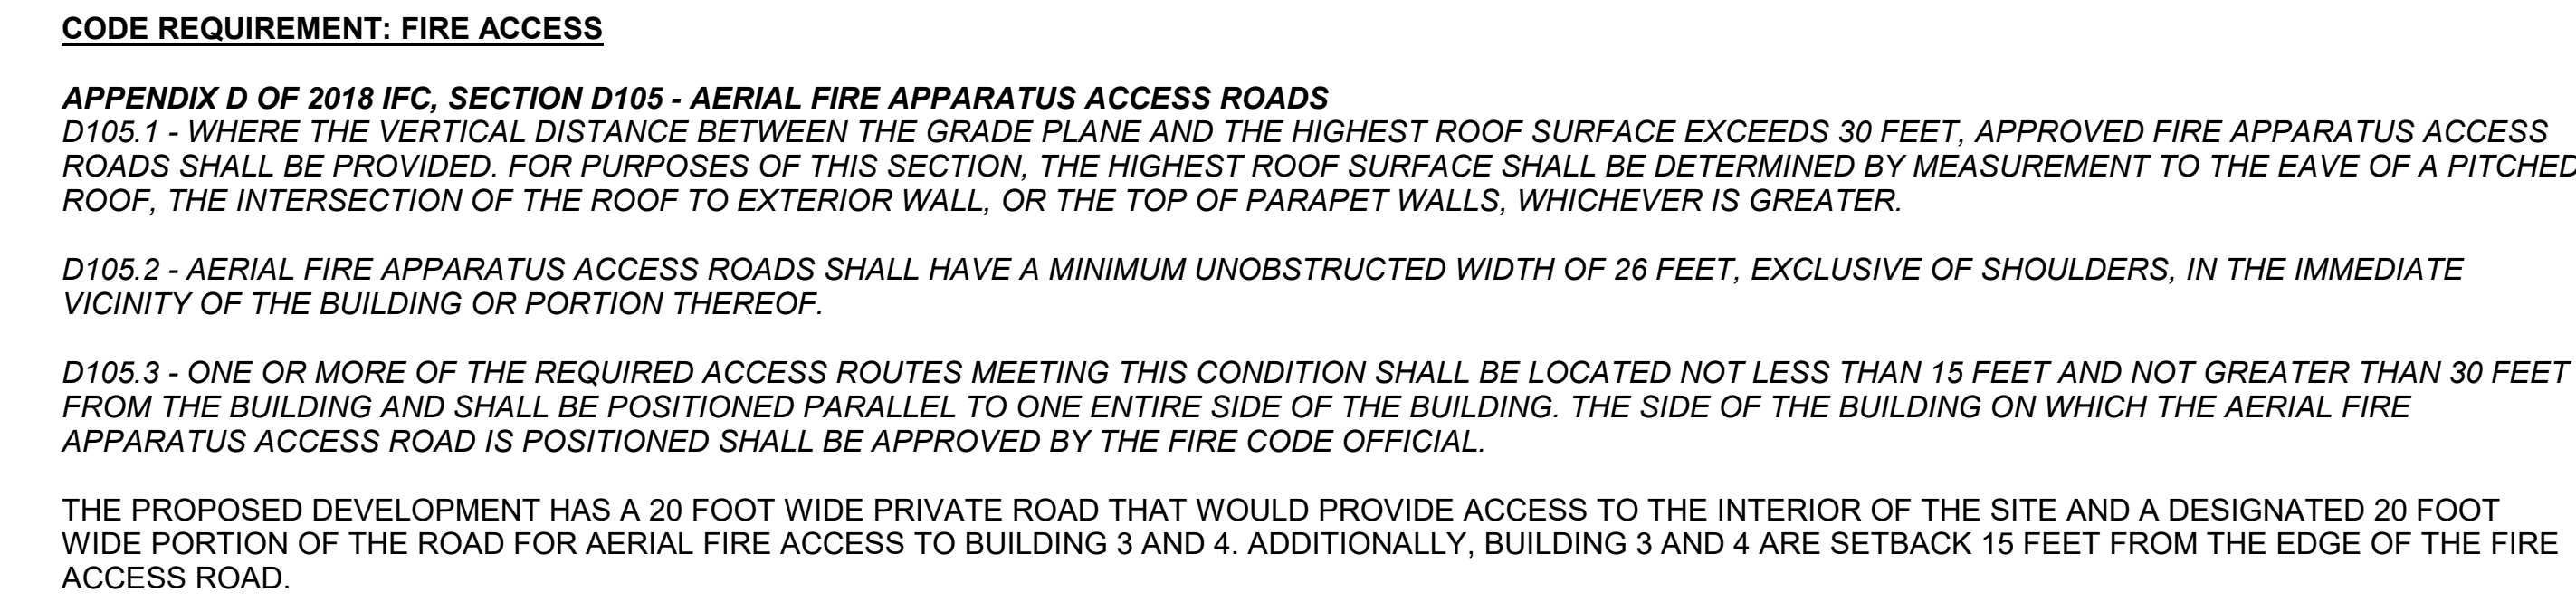 CODE REQUIREMENT: FIRE ACCESS
APPENDIX D OF 2018 IFC, SECTION D105 - AERIAL FIRE APPARATUS ACCESS ROADS
D105.1 - WHERE THE VERTICAL DISTANCE BETWEEN THE GRADE PLANE AND THE HIGHEST ROOF SURFACE EXCEEDS 30 FEET, APPROVED FIRE APPARATUS ACCESS
ROADS SHALL BE PROVIDED. FOR PURPOSES OF THIS SECTION, THE HIGHEST ROOF SURFACE SHALL BE DETERMINED BY MEASUREMENT TO THE EAVE OF A PITCHED
ROOF, THE INTERSECTION OF THE ROOF TO EXTERIOR WALL, OR THE TOP OF PARAPET WALLS, WHICHEVER IS GREATER.
D105.2 - AERIAL FIRE APPARATUS ACCESS ROADS SHALL HAVE A MINIMUM UNOBSTRUCTED WIDTH OF 26 FEET, EXCLUSIVE OF SHOULDERS, IN THE IMMEDIATE
VICINITY OF THE BUILDING OR PORTION THEREOF.
D105.3 - ONE OR MORE OF THE REQUIRED ACCESS ROUTES MEETING THIS CONDITION SHALL BE LOCATED NOT LESS THAN 15 FEET AND NOT GREATER THAN 30 FEET
FROM THE BUILDING AND SHALL BE POSITIONED PARALLEL TO ONE ENTIRE SIDE OF THE BUILDING. THE SIDE OF THE BUILDING ON WHICH THE AERIAL FIRE
APPARATUS ACCESS ROAD IS POSITIONED SHALL BE APPROVED BY THE FIRE CODE OFFICIAL.
THE PROPOSED DEVELOPMENT HAS A 20 FOOT WIDE PRIVATE ROAD THAT WOULD PROVIDE ACCESS TO THE INTERIOR OF THE SITE AND A DESIGNATED 20 FOOT
WIDE PORTION OF THE ROAD FOR AERIAL FIRE ACCESS TO BUILDING 3 AND 4. ADDITIONALLY, BUILDING 3 AND 4 ARE SETBACK 15 FEET FROM THE EDGE OF THE FIRE
ACCESS ROAD.